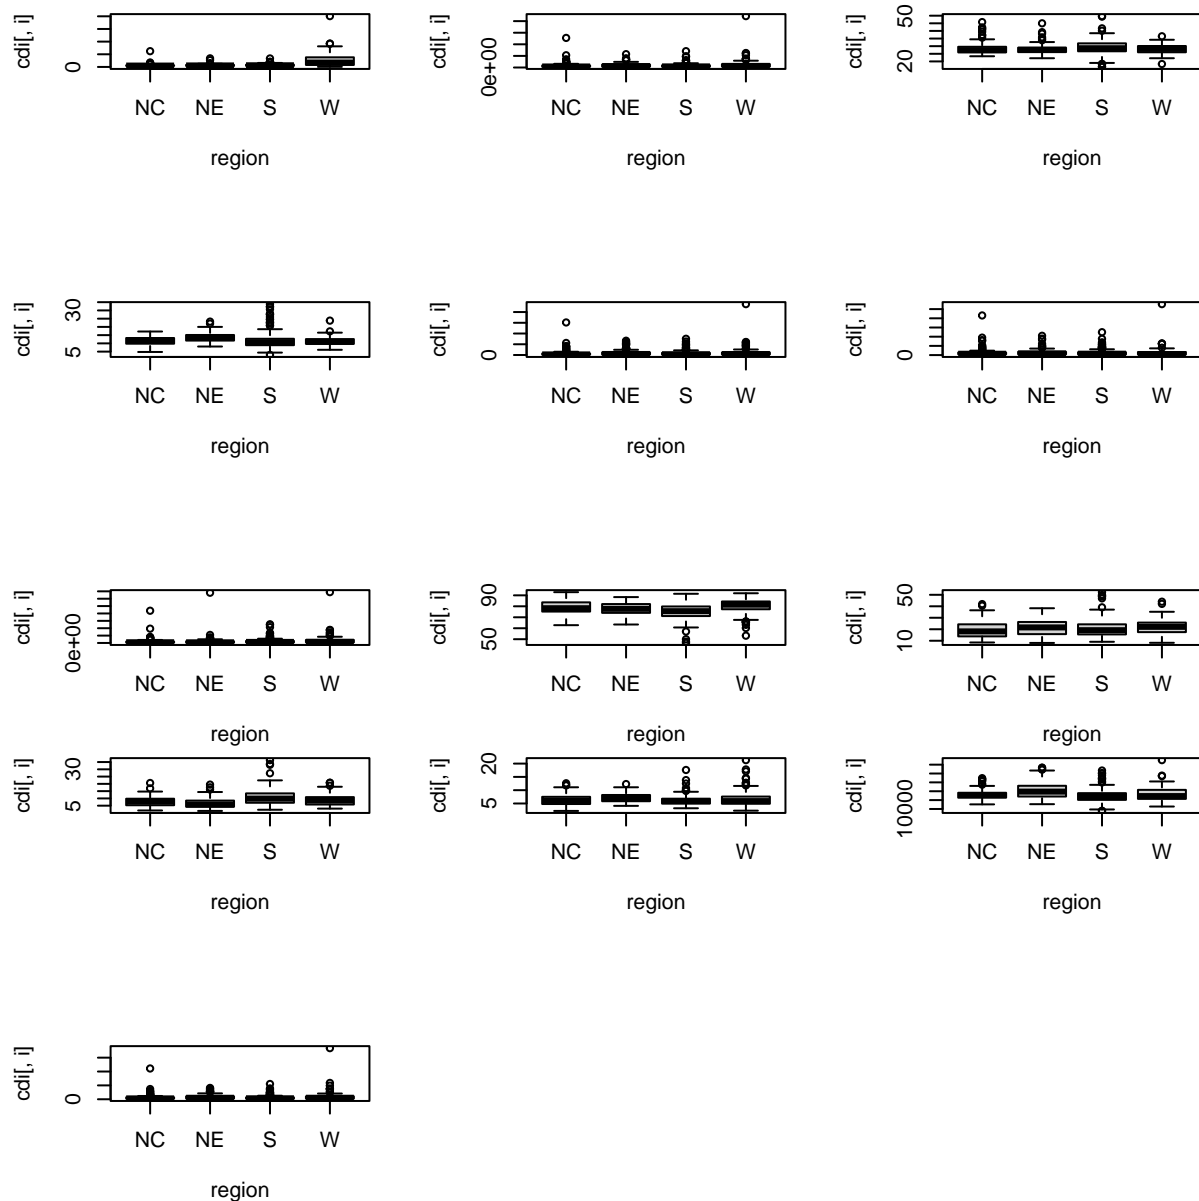 cdi[, i] 0 cdi[, i] 0e+00 cdi[, i] 20 50
NC NE S W NC NE S W NC NE S W
region region region
cdi[, i] 5 30 cdi[, i] 0 cdi[, i] 0
NC NE S W NC NE S W NC NE S W
region region region
cdi[, i] 0e+00 cdi[, i] 50 90 cdi[, i] 10 50
NC NE S W NC NE S W NC NE S W
region region region
cdi[, i] 5 30 cdi[, i] 5 20 cdi[, i] 10000
NC NE S W NC NE S W NC NE S W
region region region
cdi[, i] 0
NC NE S W
region